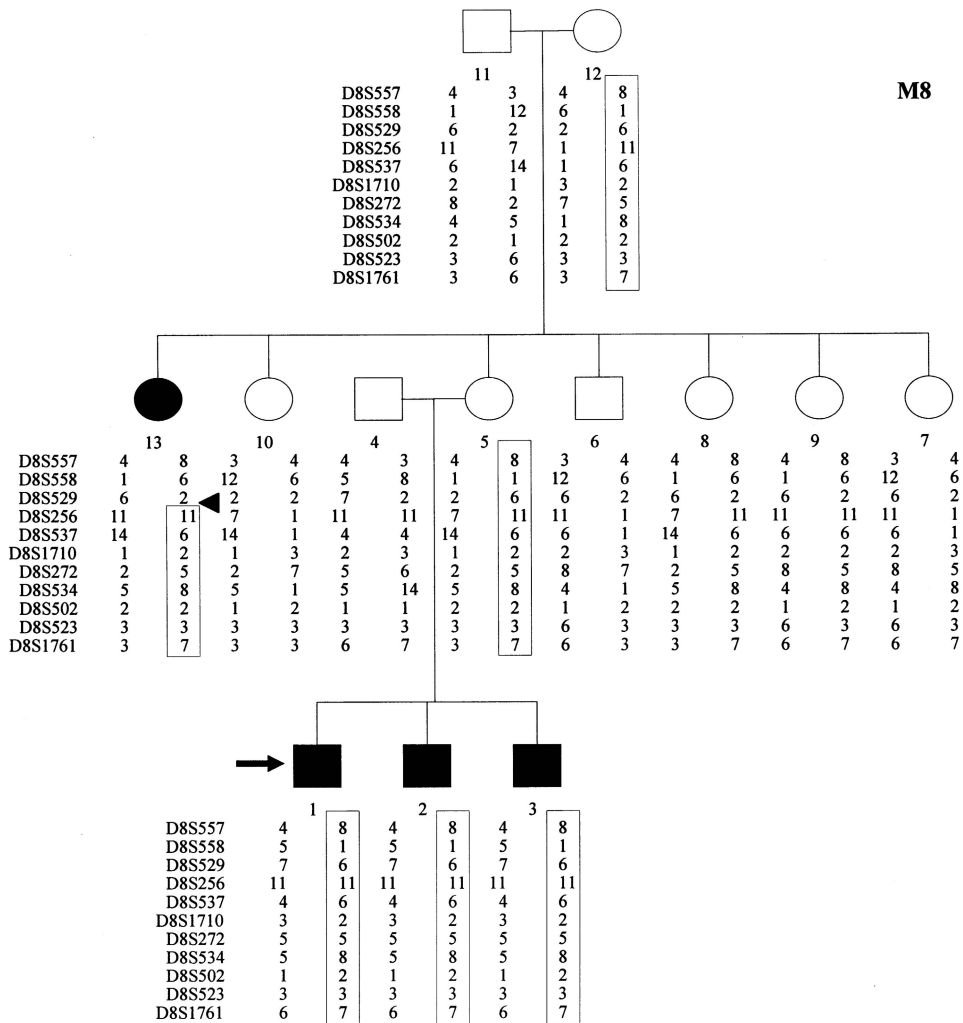 M8
11 12
D8S557 4 3 4 8
D8S558 1 12 6 1
D8S529 6 2 2 6
D8S256 11 7 1 11
D8S537 6 14 1 6
D8S1710 2 1 3 2
D8S272 8 2 7 5
D8S534 4 5 1 8
D8S502 2 1 2 2
D8S523 3 6 3 3
D8S1761 3 6 3 7
13 10 4 5 6 8 9 7
D8S557 4 8 3 4 4 3 4 8 3 4 4 8 4 8 3 4
D8S558 1 6 12 6 5 8 1 1 12 6 1 6 1 6 12 6
D8S529 6 2 2 2 7 2 2 6 6 2 6 2 6 2 6 2
D8S256 11 11 7 1 11 11 7 11 11 1 7 11 11 11 11 1
D8S537 14 6 14 1 4 4 14 6 6 1 14 6 6 6 6 1
D8S1710 1 2 1 3 2 3 1 2 2 3 1 2 2 2 2 3
D8S272 2 5 2 7 5 6 2 5 8 7 2 5 8 5 8 5
D8S534 5 8 5 1 5 14 5 8 4 1 5 8 4 8 4 8
D8S502 2 2 1 2 1 1 2 2 1 2 2 2 1 2 1 2
D8S523 3 3 3 3 3 3 3 3 6 3 3 3 6 3 6 3
D8S1761 3 7 3 3 6 7 3 7 6 3 3 7 6 7 6 7
1 2 3
D8S557 4 8 4 8 4 8
D8S558 5 1 5 1 5 1
D8S529 7 6 7 6 7 6
D8S256 11 11 11 11 11 11
D8S537 4 6 4 6 4 6
D8S1710 3 2 3 2 3 2
D8S272 5 5 5 5 5 5
D8S534 5 8 5 8 5 8
D8S502 1 2 1 2 1 2
D8S523 3 3 3 3 3 3
D8S1761 6 7 6 7 6 7